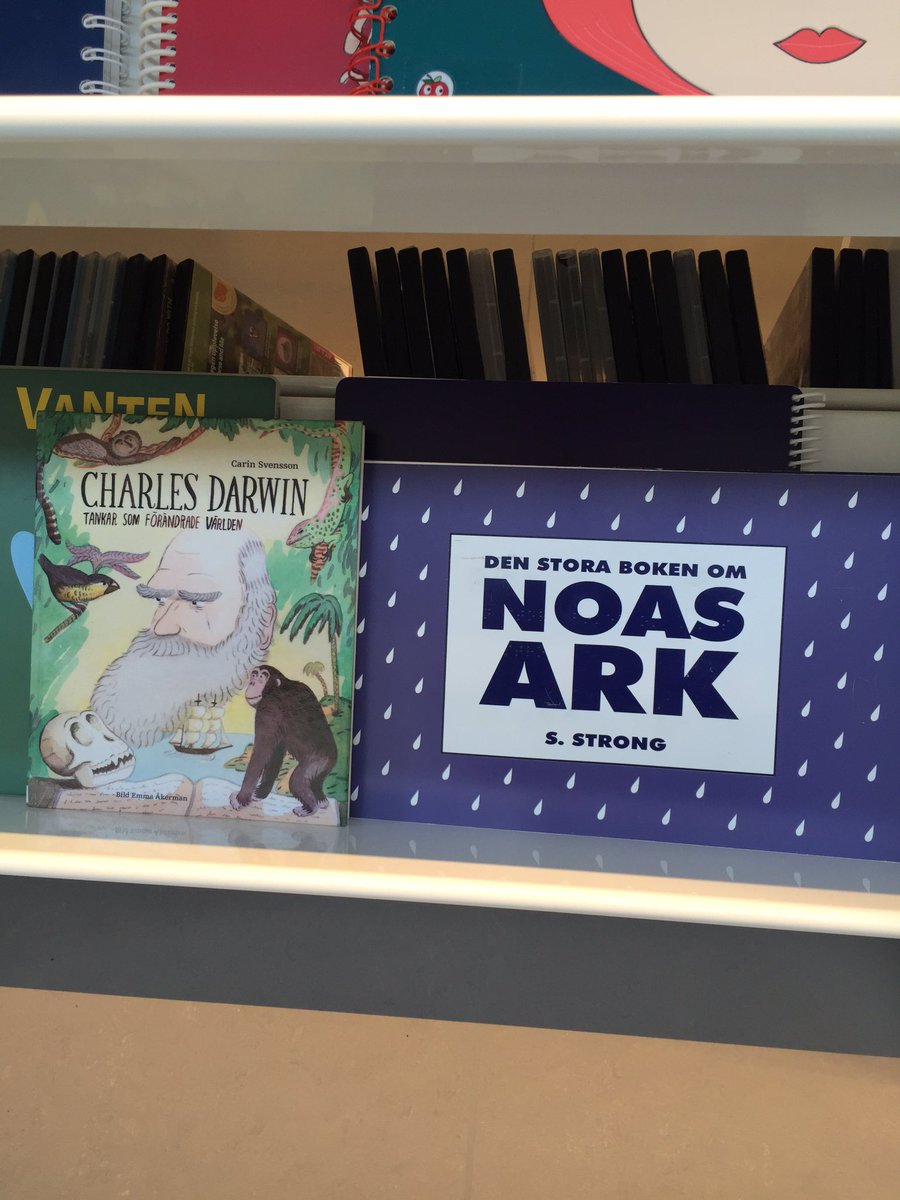 VANTEN
Carin Svensson
CHARLES DARWIN
TANKAR SOM FÖRÄNDRADE VÄRLDEN
Bild Emma Åkerman
DEN STORA BOKEN OM
NOAS
ARK
S. STRONG